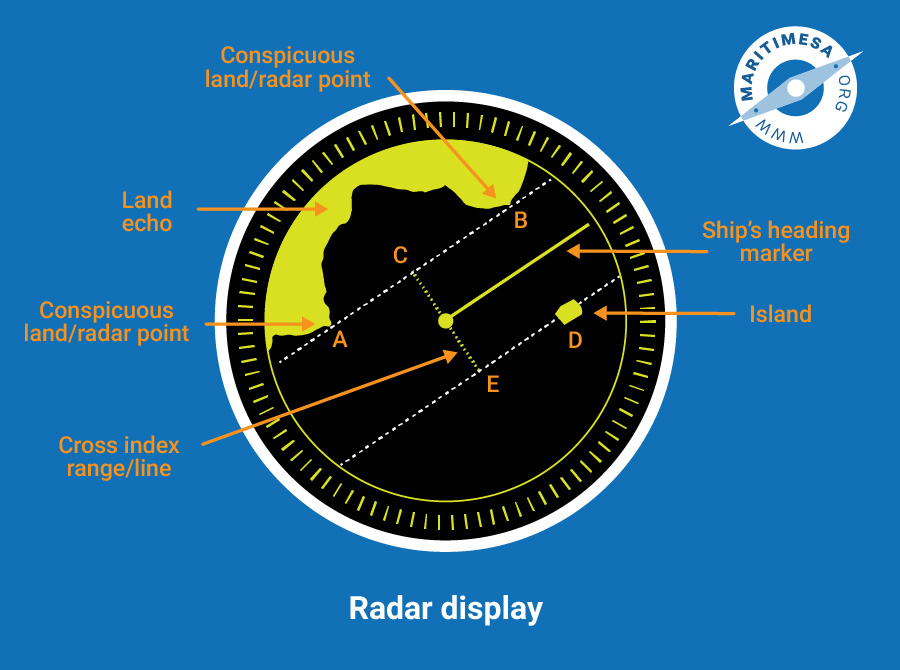 Conspicuous
land/radar point
MARITIMESA
.ORG
WWW
Land
echo
B
Ship's heading
marker
C
Conspicuous
land/radar point
A
Island
D
E
Cross index
range/line
Radar display